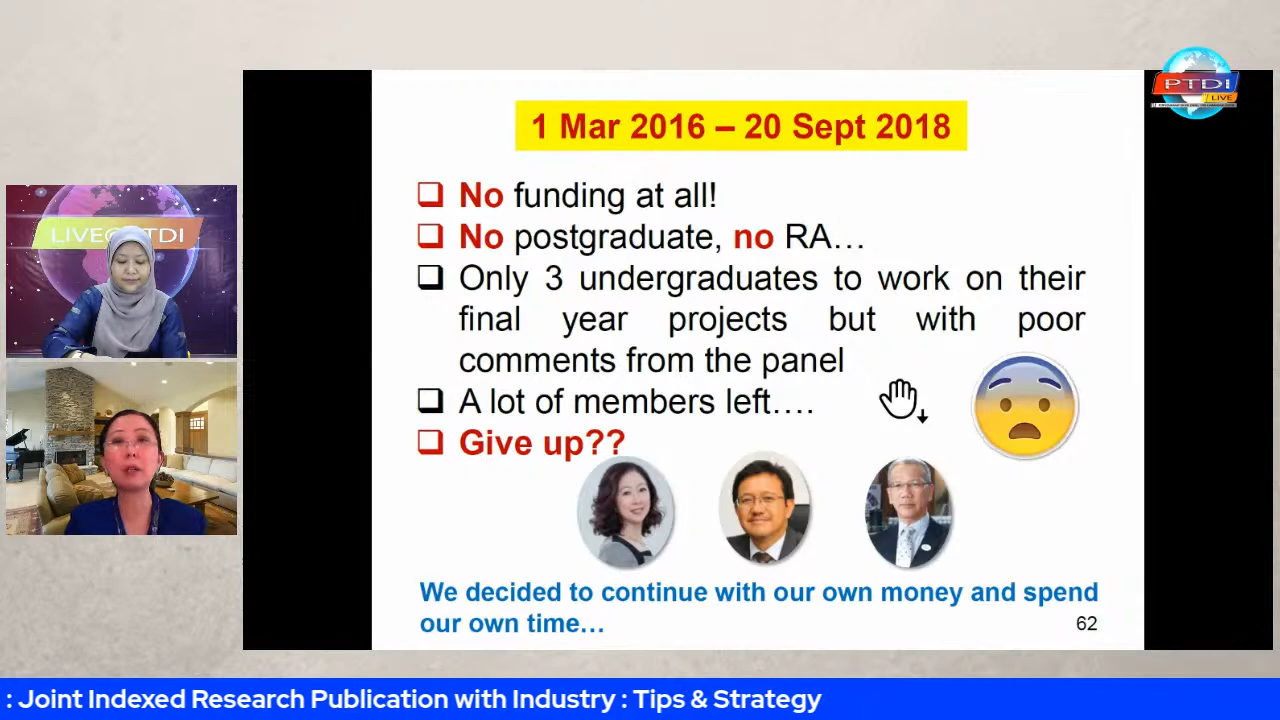 PTDI
LIVE
LIVE@PTDI
1 Mar 2016 – 20 Sept 2018
No funding at all!
No postgraduate, no RA…
Only 3 undergraduates to work on their
final year projects but with poor
comments from the panel
A lot of members left….
Give up??
We decided to continue with our own money and spend
our own time…
62
: Joint Indexed Research Publication with Industry : Tips & Strategy